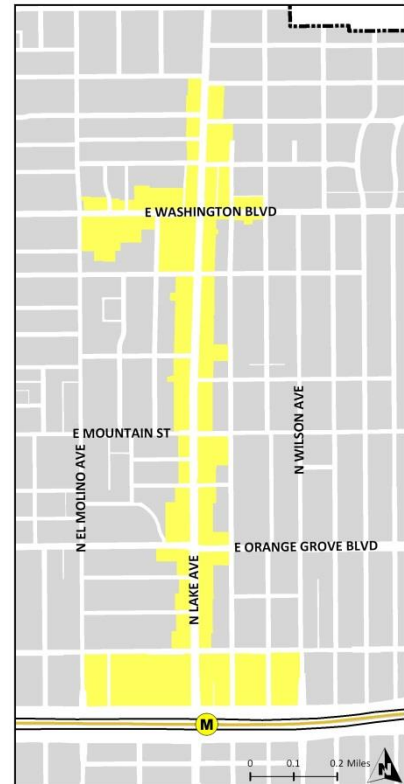 E WASHINGTON BLVD
E MOUNTAIN ST
N EL MOLINO AVE
N WILSON AVE
E ORANGE GROVE BLVD
N LAKE AVE
M
0 0.1 0.2 Miles
N